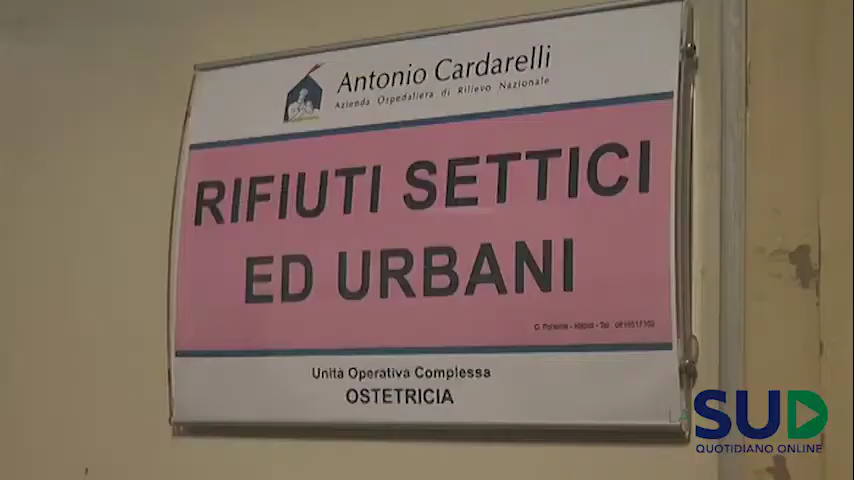 Antonio Cardarelli
Azienda Ospedaliera di Rilievo Nazionale
RIFIUTI SETTICI
ED URBANI
Unità Operativa Complessa
OSTETRICIA
SUD
QUOTIDIANO ONLINE